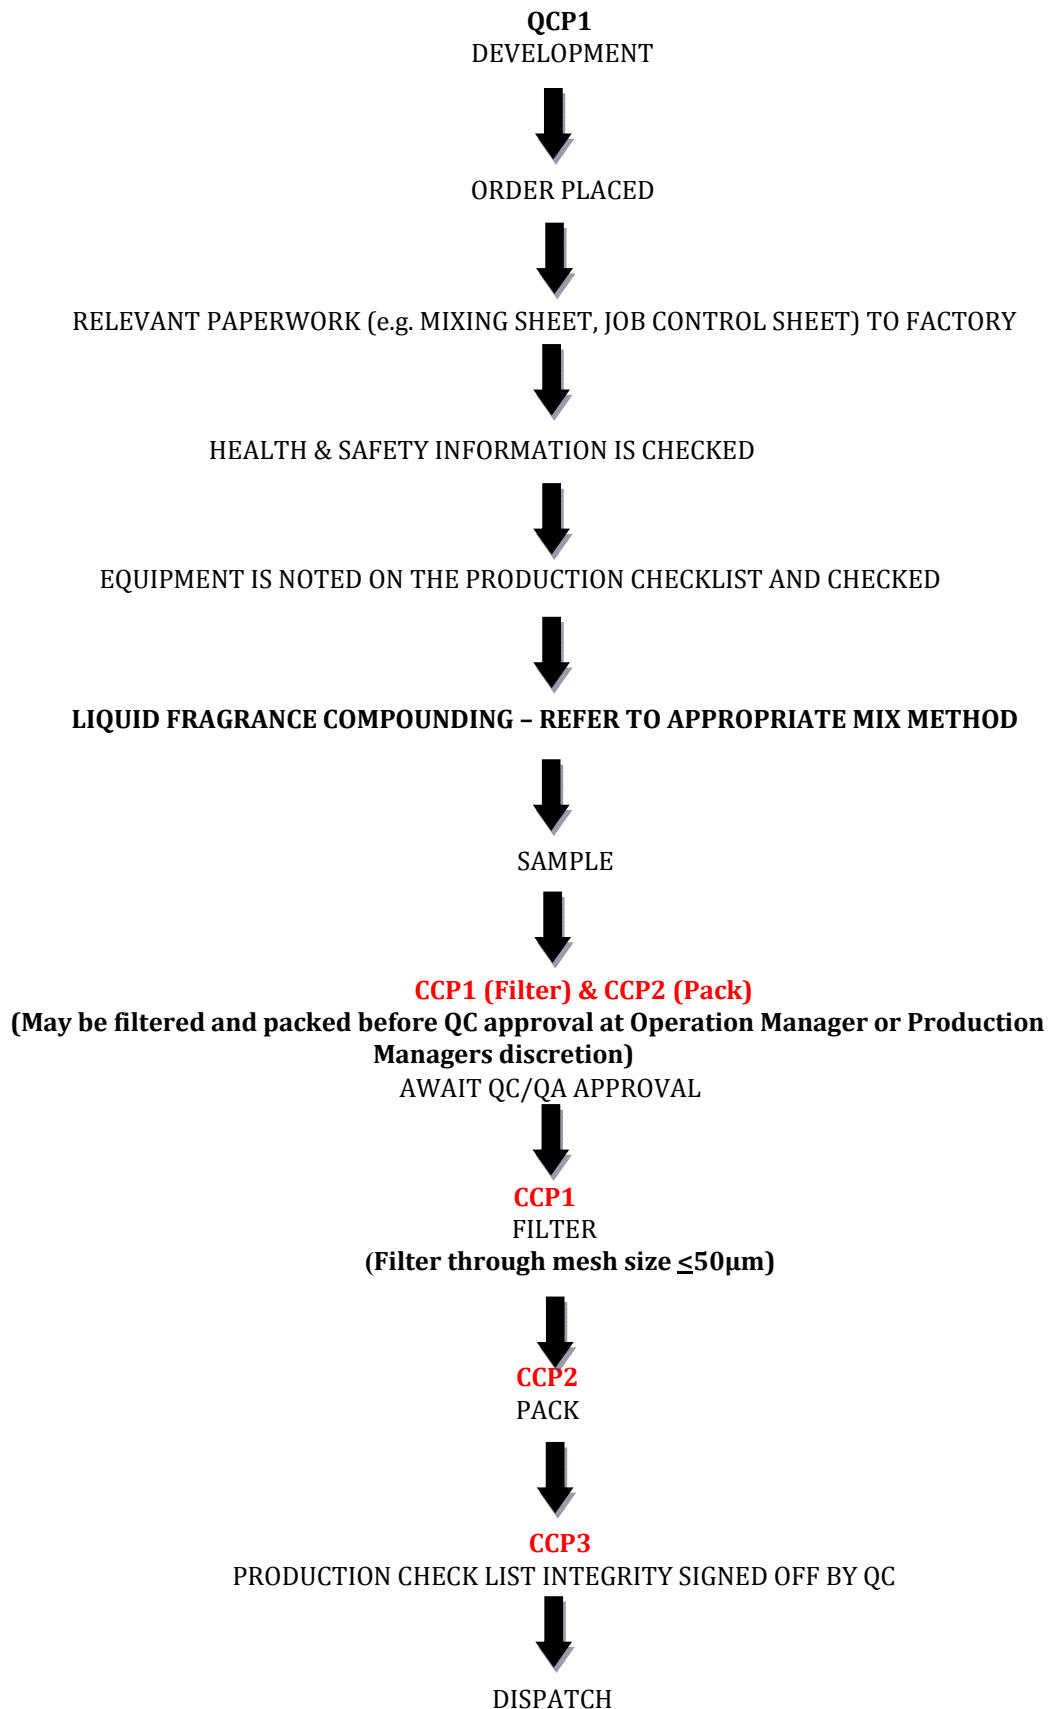 QCP1
DEVELOPMENT
ORDER PLACED
RELEVANT PAPERWORK (e.g. MIXING SHEET, JOB CONTROL SHEET) TO FACTORY
HEALTH & SAFETY INFORMATION IS CHECKED
EQUIPMENT IS NOTED ON THE PRODUCTION CHECKLIST AND CHECKED
LIQUID FRAGRANCE COMPOUNDING – REFER TO APPROPRIATE MIX METHOD
SAMPLE
CCP1 (Filter) & CCP2 (Pack)
(May be filtered and packed before QC approval at Operation Manager or Production
Managers discretion)
AWAIT QC/QA APPROVAL
CCP1
FILTER
(Filter through mesh size ≤50µm)
CCP2
PACK
CCP3
PRODUCTION CHECK LIST INTEGRITY SIGNED OFF BY QC
DISPATCH